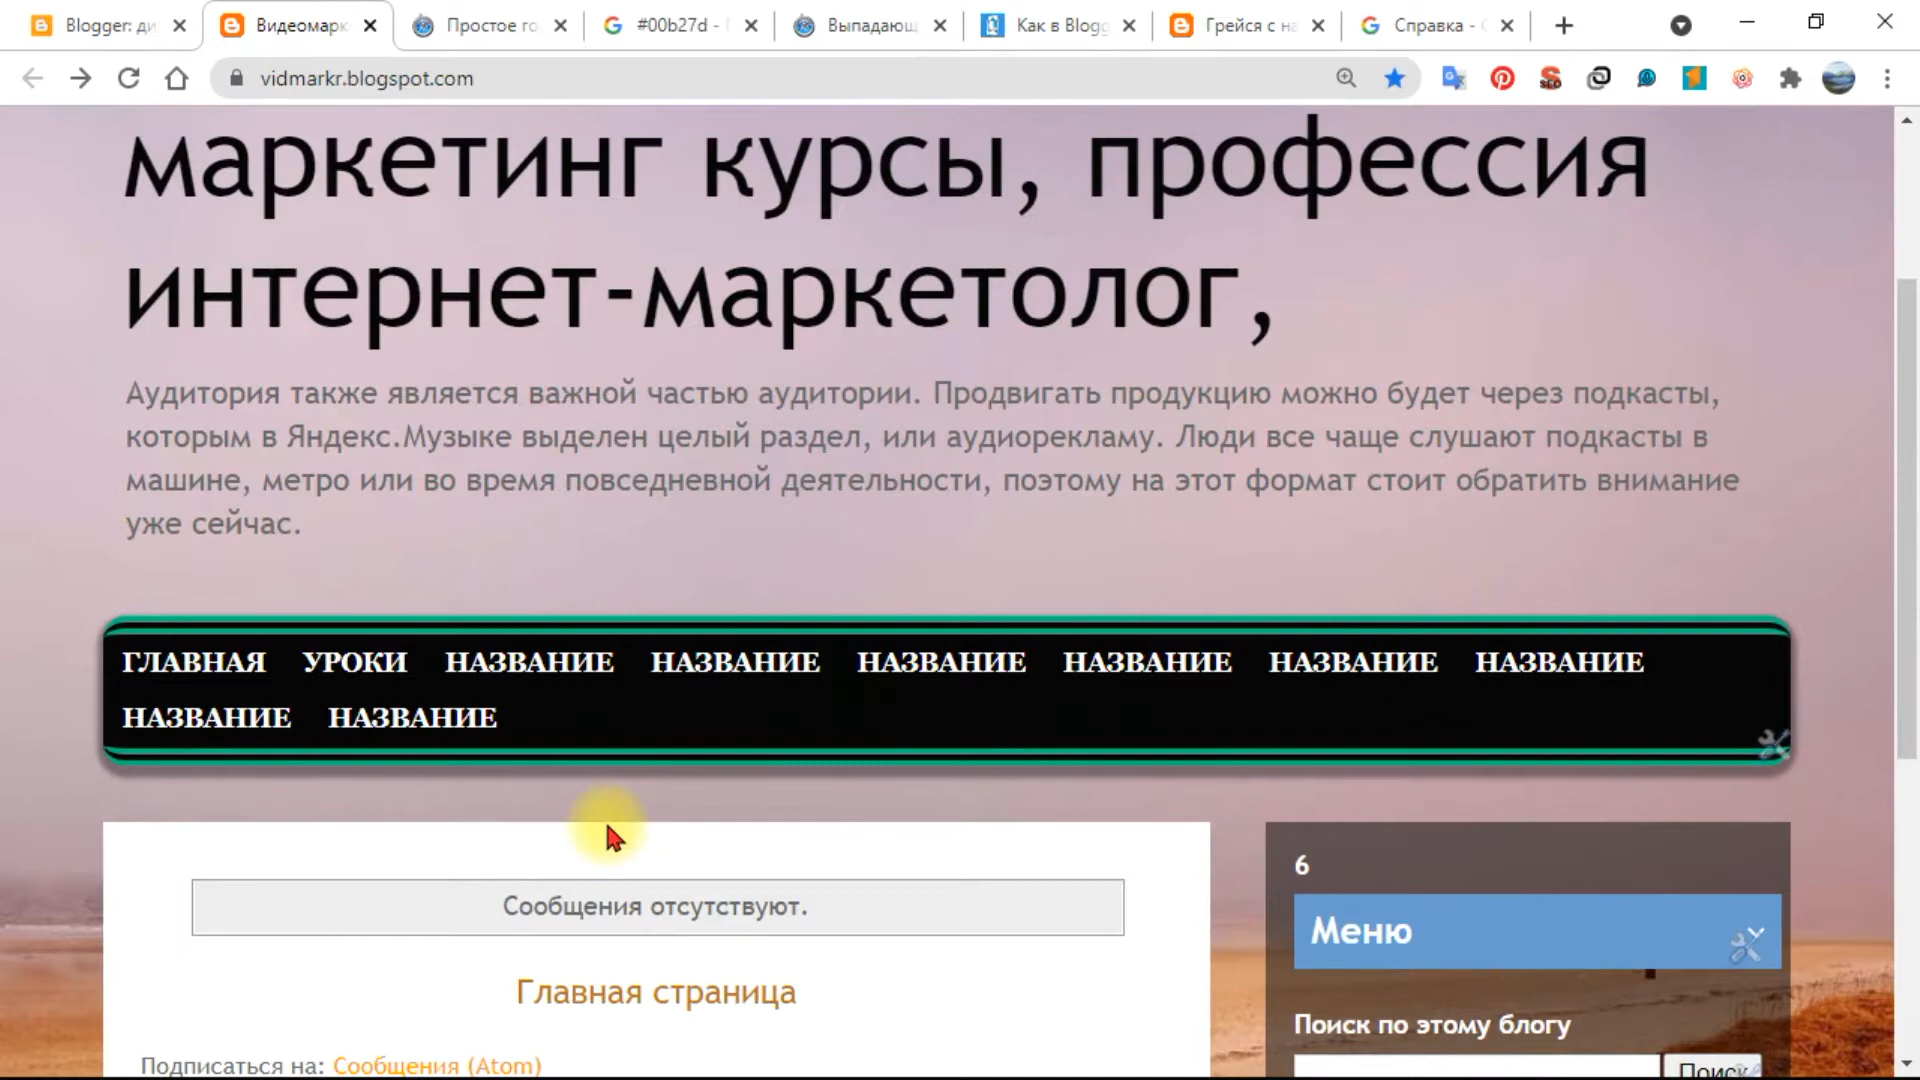 Blogger: ди
Видеомарк
Простое го
#00b27d - П
Выпадающ
Как в Blogg
Грейся с на
Справка - C
vidmarkr.blogspot.com
SEO
маркетинг курсы, профессия
интернет-маркетолог,
Аудитория также является важной частью аудитории. Продвигать продукцию можно будет через подкасты,
которым в Яндекс.Музыке выделен целый раздел, или аудиорекламу. Люди все чаще слушают подкасты в
машине, метро или во время повседневной деятельности, поэтому на этот формат стоит обратить внимание
уже сейчас.
ГЛАВНАЯ УРОКИ НАЗВАНИЕ НАЗВАНИЕ НАЗВАНИЕ НАЗВАНИЕ НАЗВАНИЕ НАЗВАНИЕ
НАЗВАНИЕ НАЗВАНИЕ
Сообщения отсутствуют.
Главная страница
Подписаться на: Сообщения (Atom)
6
Меню
Поиск по этому блогу
Поиск